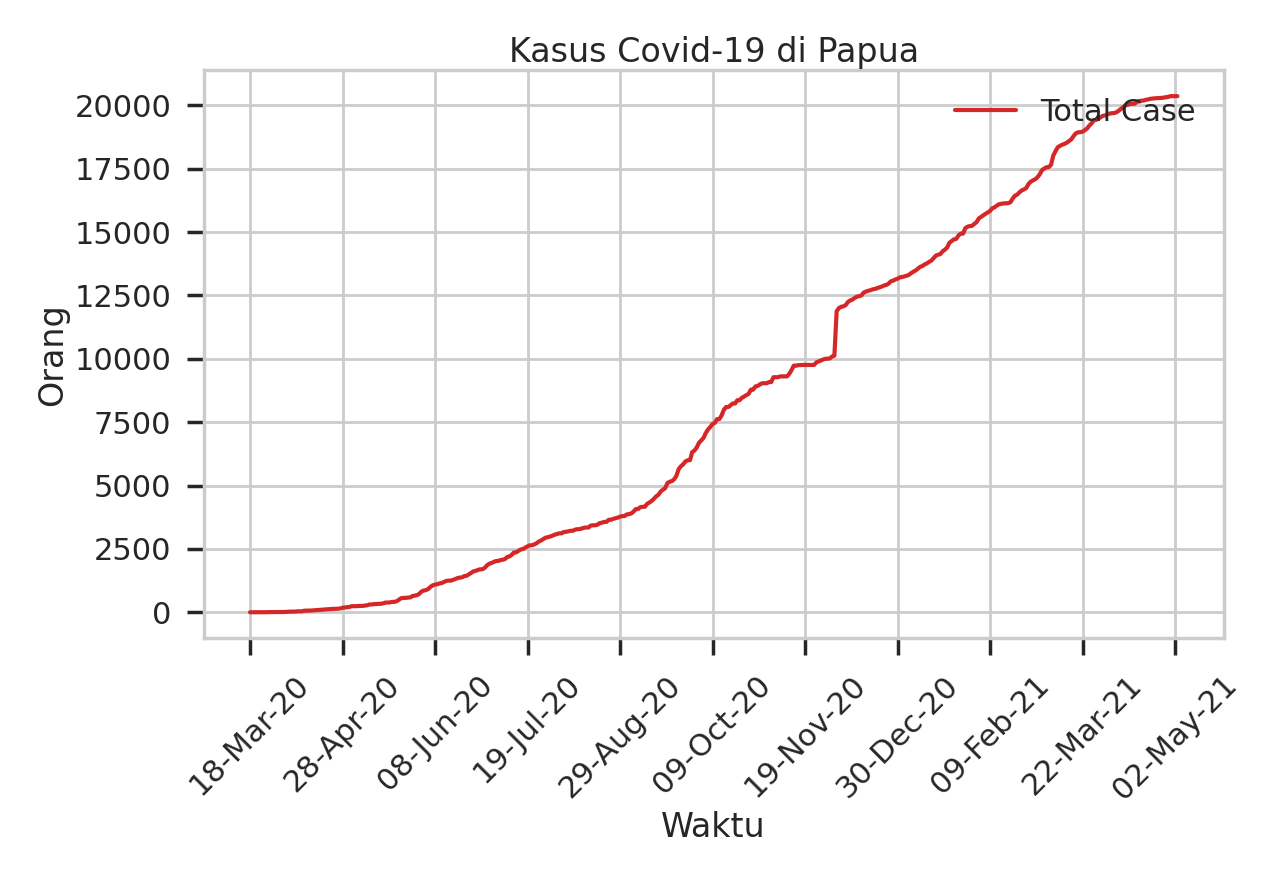 Kasus Covid-19 di Papua
Total Case
20000
17500
15000
12500
10000
7500
5000
2500
0
Orang
18-Mar-20
28-Apr-20
08-Jun-20
19-Jul-20
29-Aug-20
09-Oct-20
19-Nov-20
30-Dec-20
09-Feb-21
22-Mar-21
02-May-21
Waktu